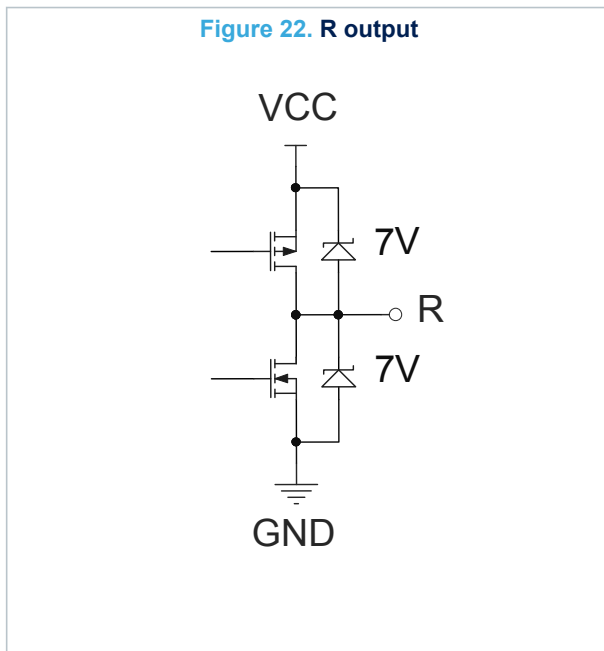 Figure 22. R output
VCC
7V
R
7V
GND